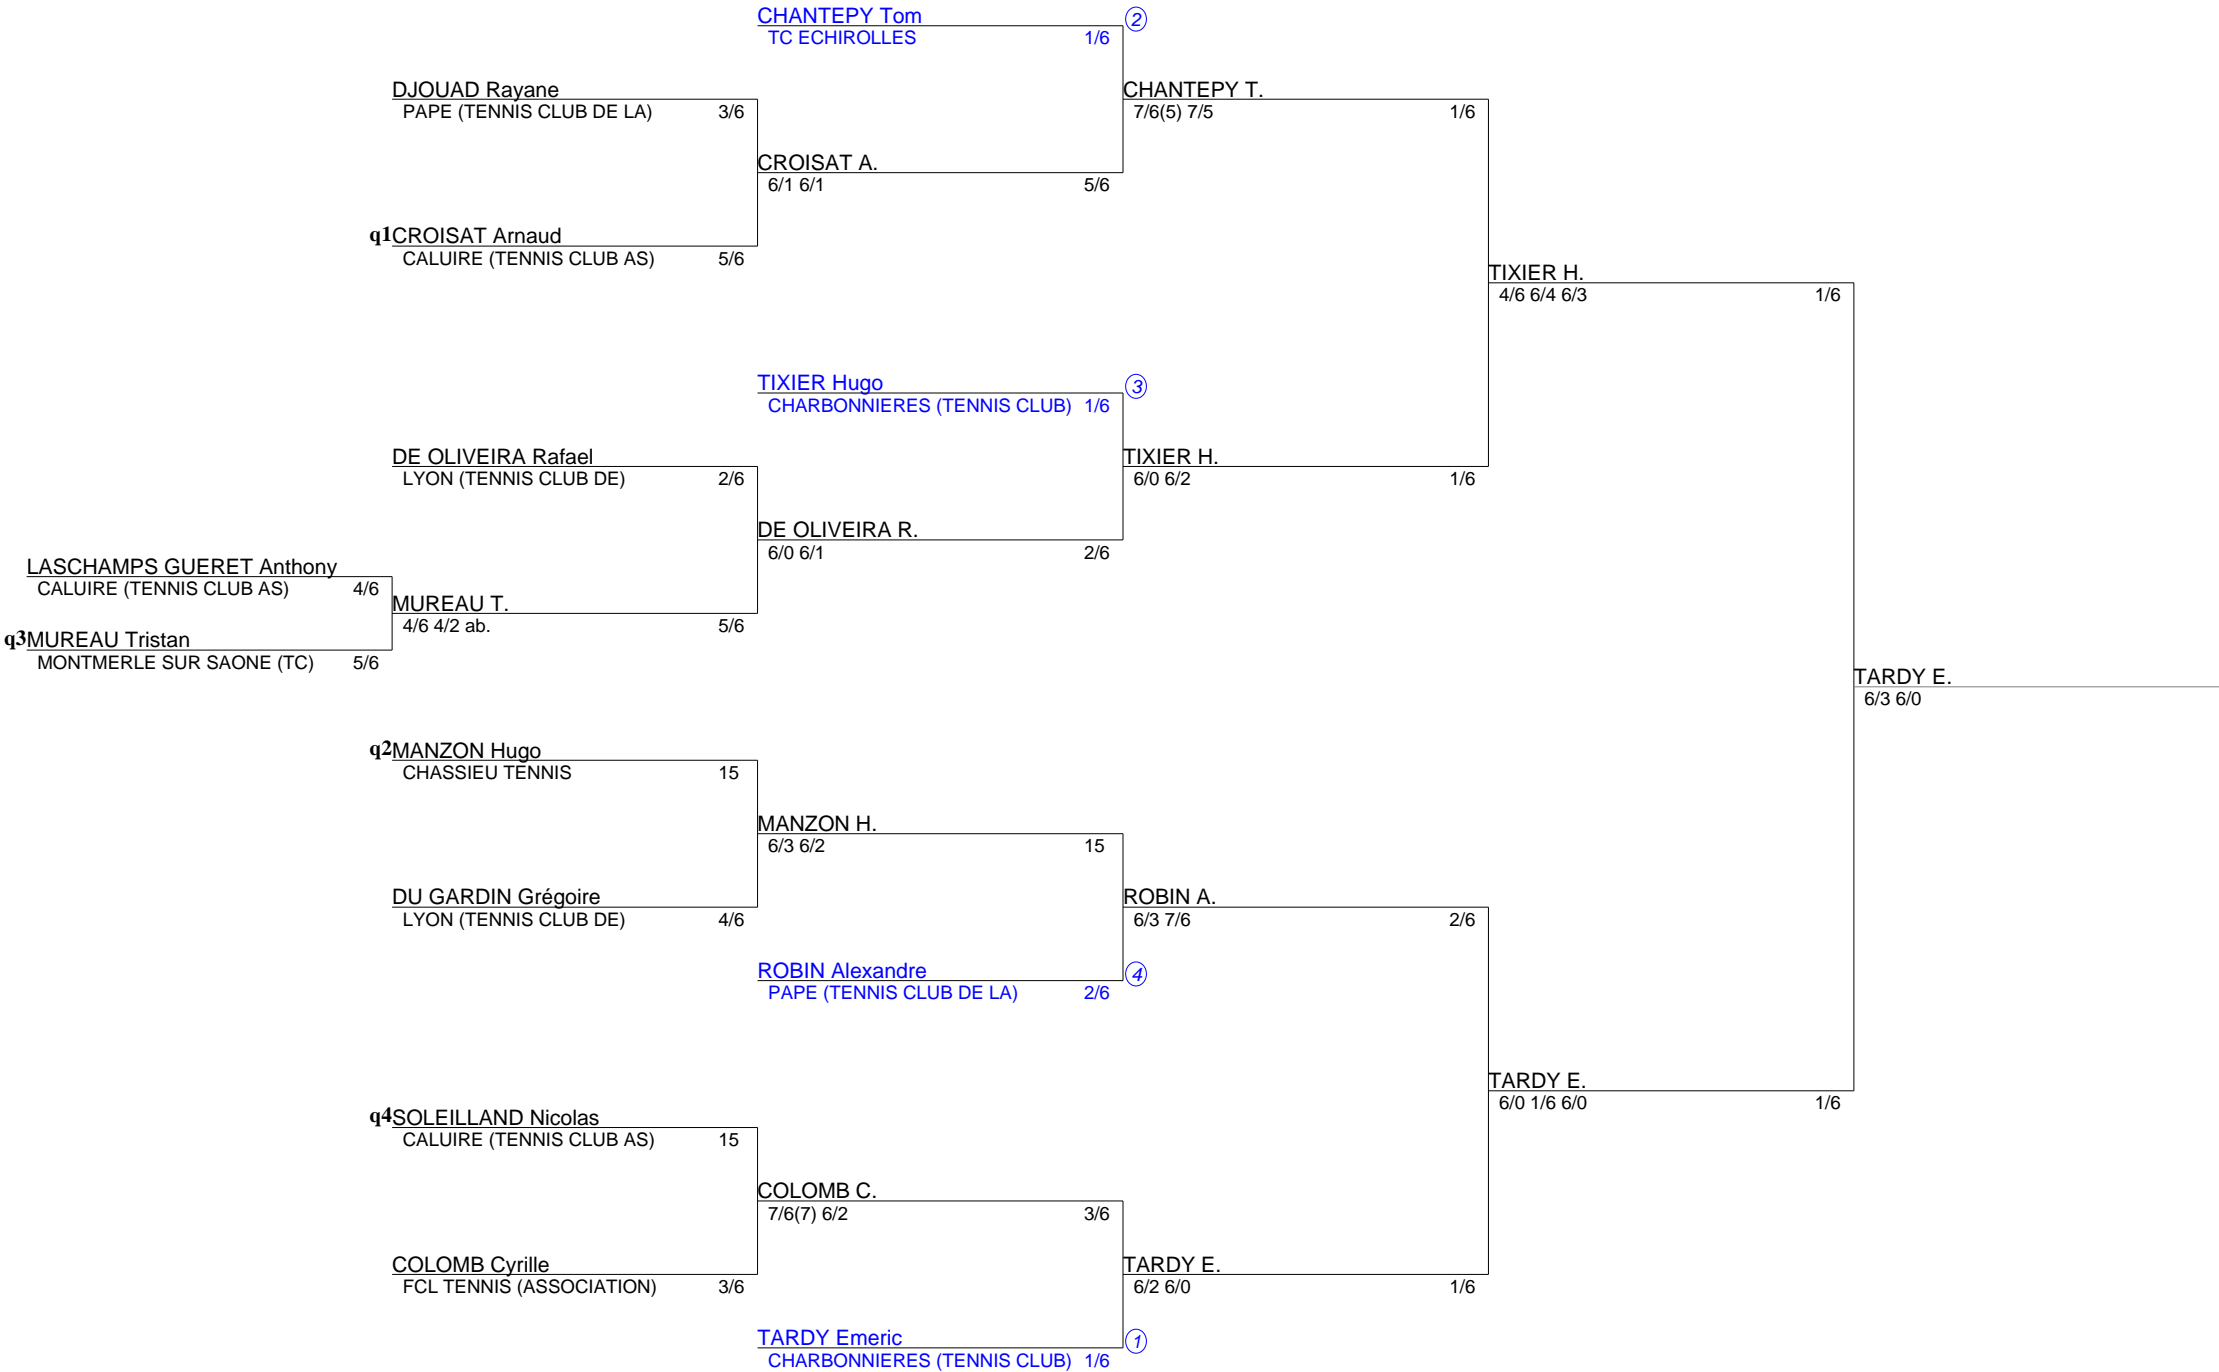 CHANTEPY Tom 2
TC ECHIROLLES 1/6
DJOUAD Rayane
PAPE (TENNIS CLUB DE LA) 3/6
CHANTEPY T.
7/6(5) 7/5 1/6
CROISAT A.
6/1 6/1 5/6
q1 CROISAT Arnaud
CALUIRE (TENNIS CLUB AS) 5/6
TIXIER H.
4/6 6/4 6/3 1/6
TIXIER Hugo 3
CHARBONNIERES (TENNIS CLUB) 1/6
DE OLIVEIRA Rafael
LYON (TENNIS CLUB DE) 2/6
TIXIER H.
6/0 6/2 1/6
DE OLIVEIRA R.
6/0 6/1 2/6
LASCHAMPS GUERET Anthony
CALUIRE (TENNIS CLUB AS) 4/6
MUREAU T.
4/6 4/2 ab. 5/6
q3 MUREAU Tristan
MONTMERLE SUR SAONE (TC) 5/6
TARDY E.
6/3 6/0
q2 MANZON Hugo
CHASSIEU TENNIS 15
MANZON H.
6/3 6/2 15
DU GARDIN Grégoire
LYON (TENNIS CLUB DE) 4/6
ROBIN A.
6/3 7/6 2/6
ROBIN Alexandre 4
PAPE (TENNIS CLUB DE LA) 2/6
TARDY E.
6/0 1/6 6/0 1/6
q4 SOLEILLAND Nicolas
CALUIRE (TENNIS CLUB AS) 15
COLOMB C.
7/6(7) 6/2 3/6
COLOMB Cyrille
FCL TENNIS (ASSOCIATION) 3/6
TARDY E.
6/2 6/0 1/6
TARDY Emeric 1
CHARBONNIERES (TENNIS CLUB) 1/6